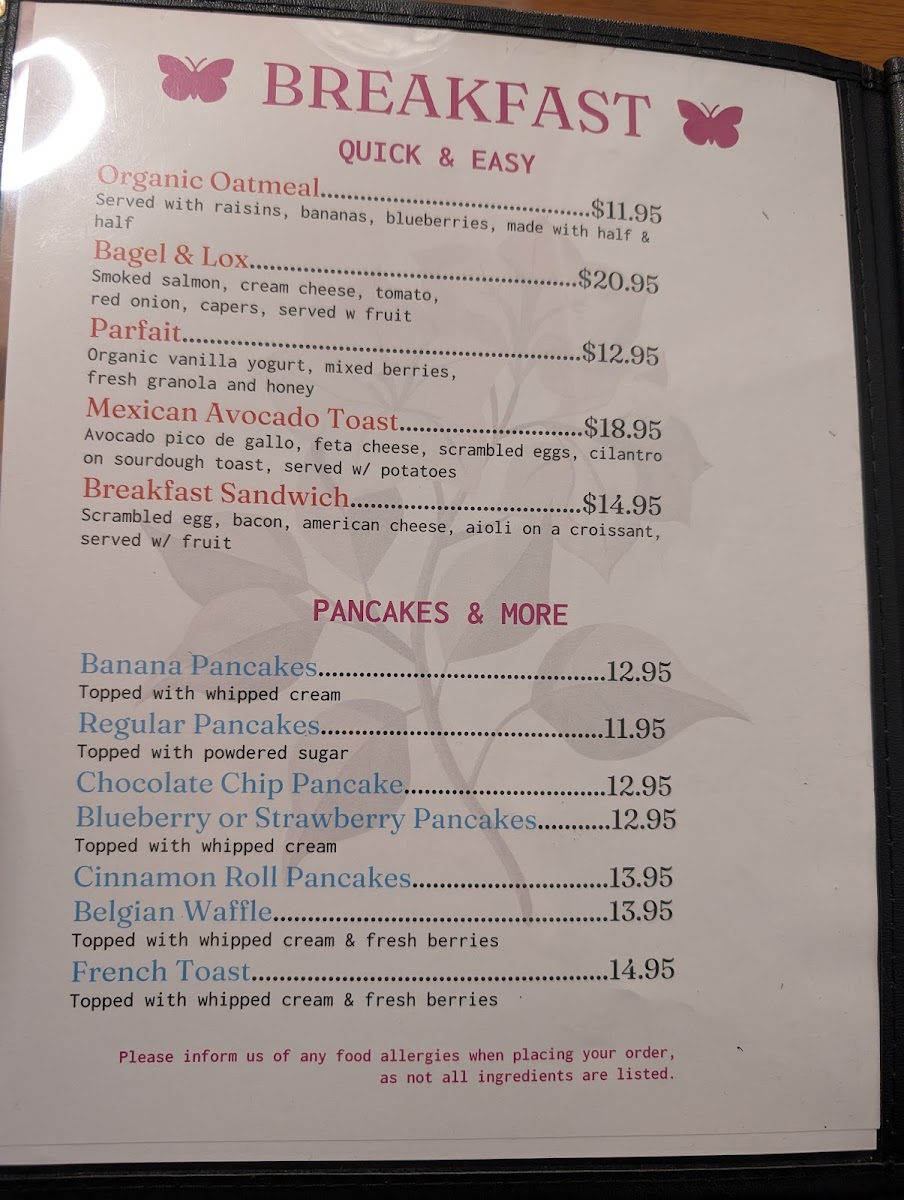 BREAKFAST
QUICK & EASY
Organic Oatmeal........................................$11.95
Served with raisins, bananas, blueberries, made with half &
half
Bagel & Lox.................................................$20.95
Smoked salmon, cream cheese, tomato,
red onion, capers, served w fruit
Parfait............................................................$12.95
Organic vanilla yogurt, mixed berries,
fresh granola and honey
Mexican Avocado Toast...........................$18.95
Avocado pico de gallo, feta cheese, scrambled eggs, cilantro
on sourdough toast, served w/ potatoes
Breakfast Sandwich..................................$14.95
Scrambled egg, bacon, american cheese, aioli on a croissant,
served w/ fruit
PANCAKES & MORE
Banana Pancakes...........................................12.95
Topped with whipped cream
Regular Pancakes..........................................11.95
Topped with powdered sugar
Chocolate Chip Pancake..............................12.95
Blueberry or Strawberry Pancakes...........12.95
Topped with whipped cream
Cinnamon Roll Pancakes.............................13.95
Belgian Waffle..................................................13.95
Topped with whipped cream & fresh berries
French Toast.....................................................14.95
Topped with whipped cream & fresh berries
Please inform us of any food allergies when placing your order,
as not all ingredients are listed.